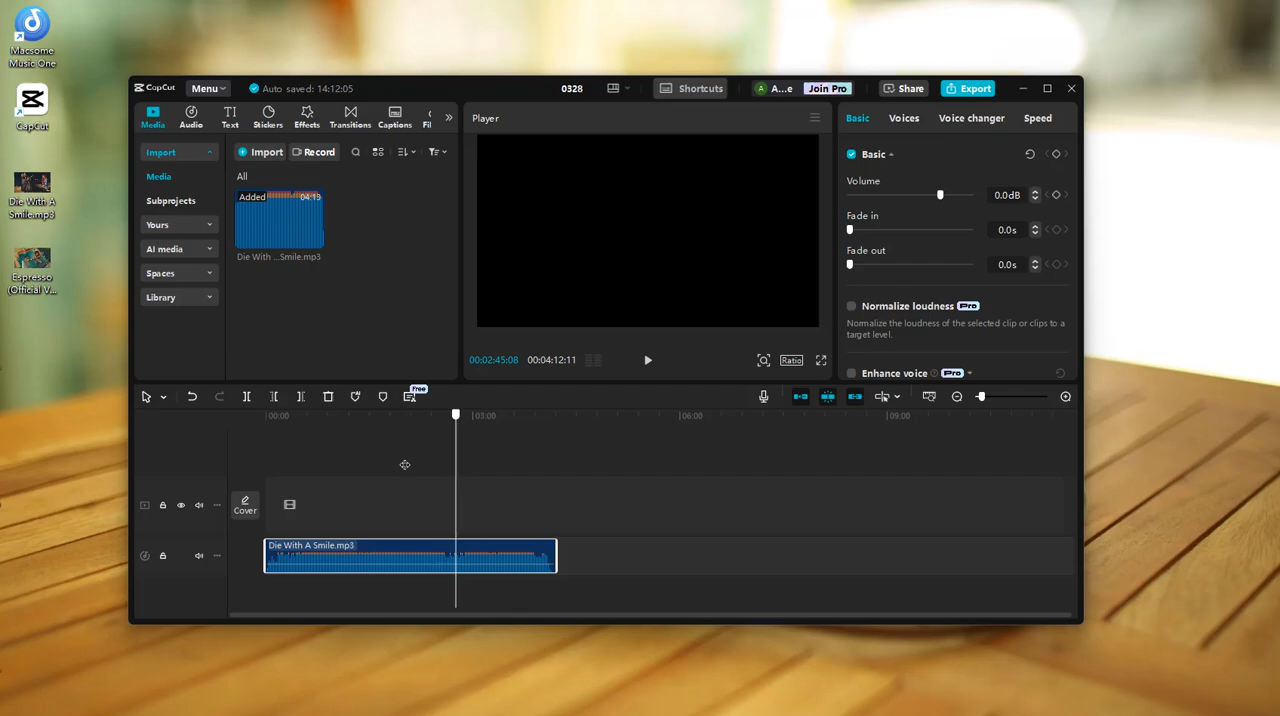 Macsome
Music One
CapCut
Die With A
Smile.mp3
Espresso
(Official V...
CapCut
Menu
Auto saved: 14:12:05
0328
Shortcuts
A
A...e
Join Pro
Share
Export
Media
Audio
TI
Text
Stickers
Effects
Transitions
Captions
Fil
Import
Media
Subprojects
Yours
AI media
Spaces
Library
Import
Record
All
Added
04:13
Die With ...Smile.mp3
Player
00:02:45:08
00:04:12:11
Ratio
Basic
Voices
Voice changer
Speed
Basic
Volume
0.0dB
Fade in
0.0s
Fade out
0.0s
Normalize loudness Pro
Normalize the loudness of the selected clip or clips to a
target level.
Enhance voice Pro
Free
00:00
03:00
06:00
09:00
Cover
Die With A Smile.mp3